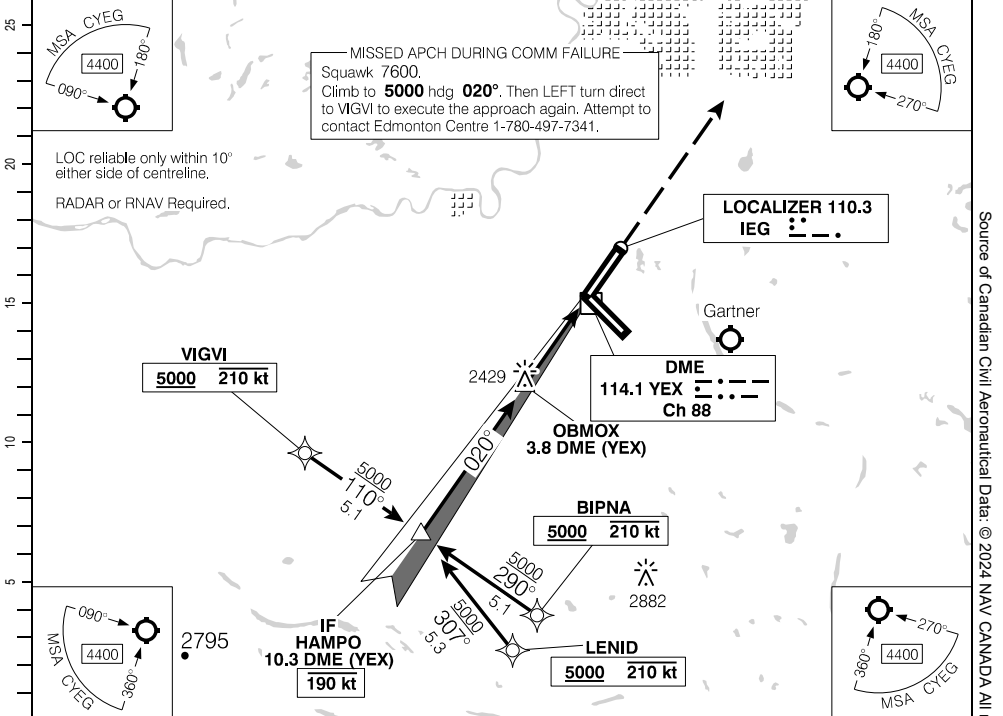 25
20
15
10
5
MSA CYEG
4400
090°
180°
MISSED APCH DURING COMM FAILURE
Squawk 7600.
Climb to 5000 hdg 020°. Then LEFT turn direct
to VIGVI to execute the approach again. Attempt to
contact Edmonton Centre 1-780-497-7341.
MSA CYEG
4400
180°
270°
LOC reliable only within 10°
either side of centreline.
RADAR or RNAV Required.
LOCALIZER 110.3
IEG
Gartner
VIGVI
5000 210 kt
2429
DME
114.1 YEX
Ch 88
OBMOX
3.8 DME (YEX)
020°
5000
110°
5.1
BIPNA
5000 210 kt
5000
290°
5.1
2882
5000
307°
5.3
LENID
5000 210 kt
IF
HAMPO
10.3 DME (YEX)
190 kt
090°
360°
4400
MSA CYEG
2795
270°
360°
4400
MSA CYEG
Source of Canadian Civil Aeronautical Data: © 2024 NAV CANADA All